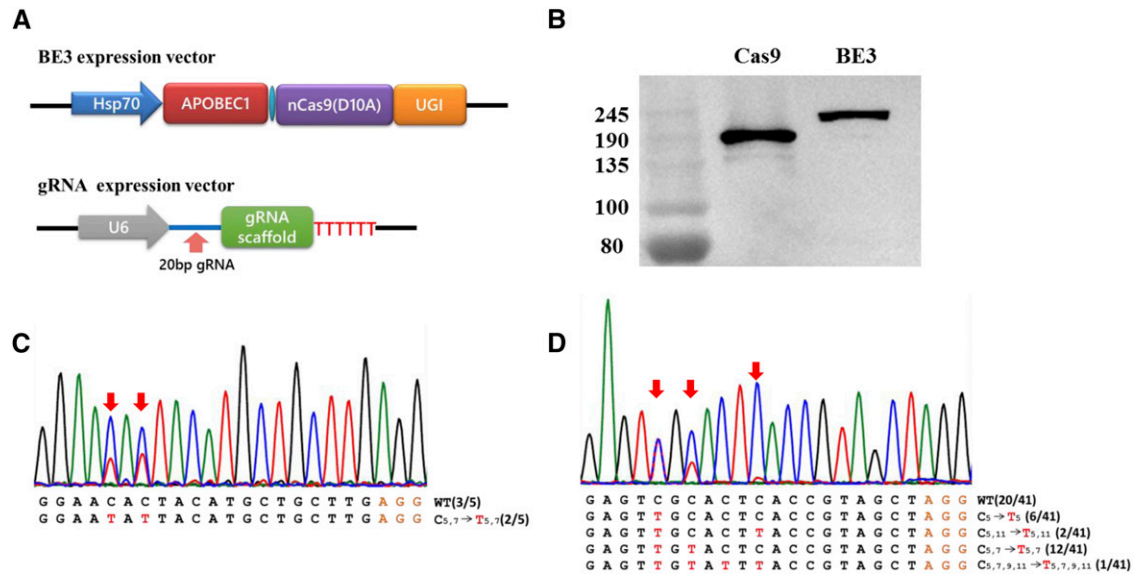 A
BE3 expression vector
Hsp70 APOBEC1 nCas9(D10A) UGI
gRNA expression vector
U6 gRNA scaffold TTTTTT
20bp gRNA
B
Cas9 BE3
245
190
135
100
80
C
G G A A C A C T A C A T G C T G C T T G A G G WT(3/5)
G G A A T A T T A C A T G C T G C T T G A G G C5,7→T5,7(2/5)
D
G A G T C G C A C T C A C C G T A G C T A G G WT(20/41)
G A G T T G C A C T C A C C G T A G C T A G G C5→T5 (6/41)
G A G T T G C A C T T A C C G T A G C T A G G C5,11→T5,11 (2/41)
G A G T T G T A C T C A C C G T A G C T A G G C5,7→T5,7 (12/41)
G A G T T G T A T T T A C C G T A G C T A G G C5,7,9,11→T5,7,9,11 (1/41)